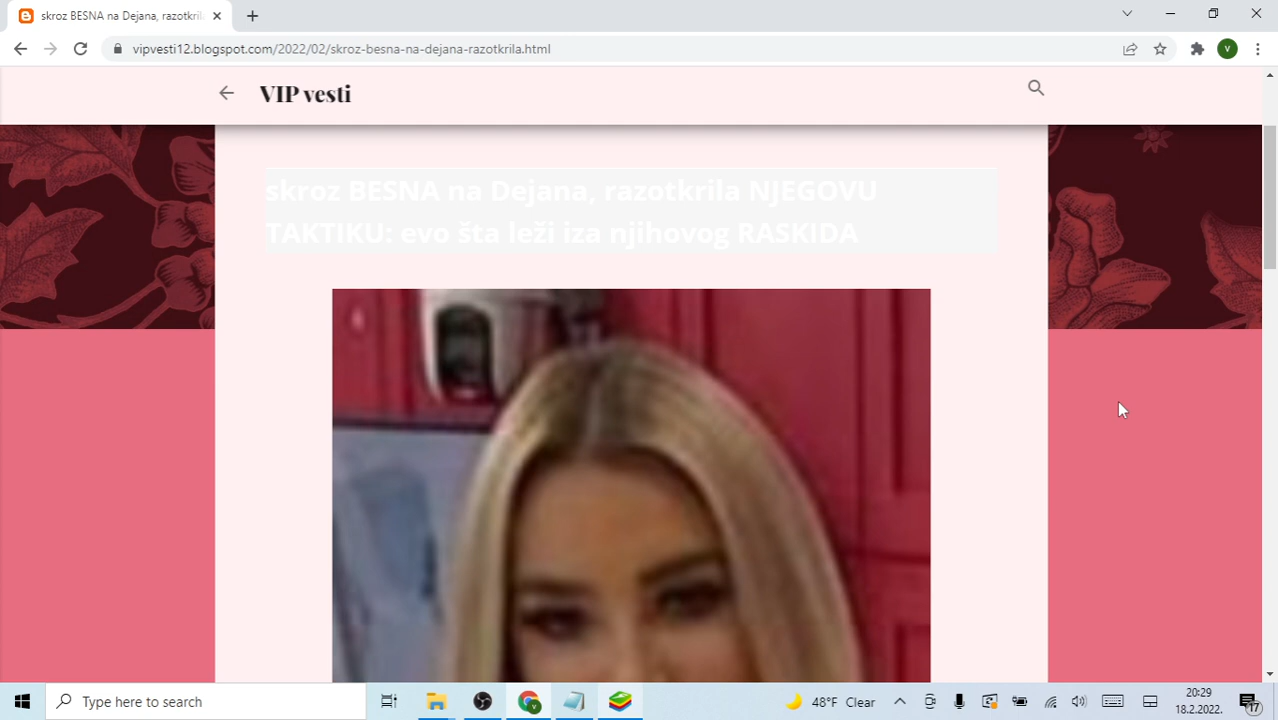 skroz BESNA na Dejana, razotkril
vipvesti12.blogspot.com/2022/02/skroz-besna-na-dejana-razotkrila.html
V
VIP vesti
skroz BESNA na Dejana, razotkrila NJEGOVU
TAKTIKU: evo šta leži iza njihovog RASKIDA
Type here to search
48°F Clear
20:29
18.2.2022.
17